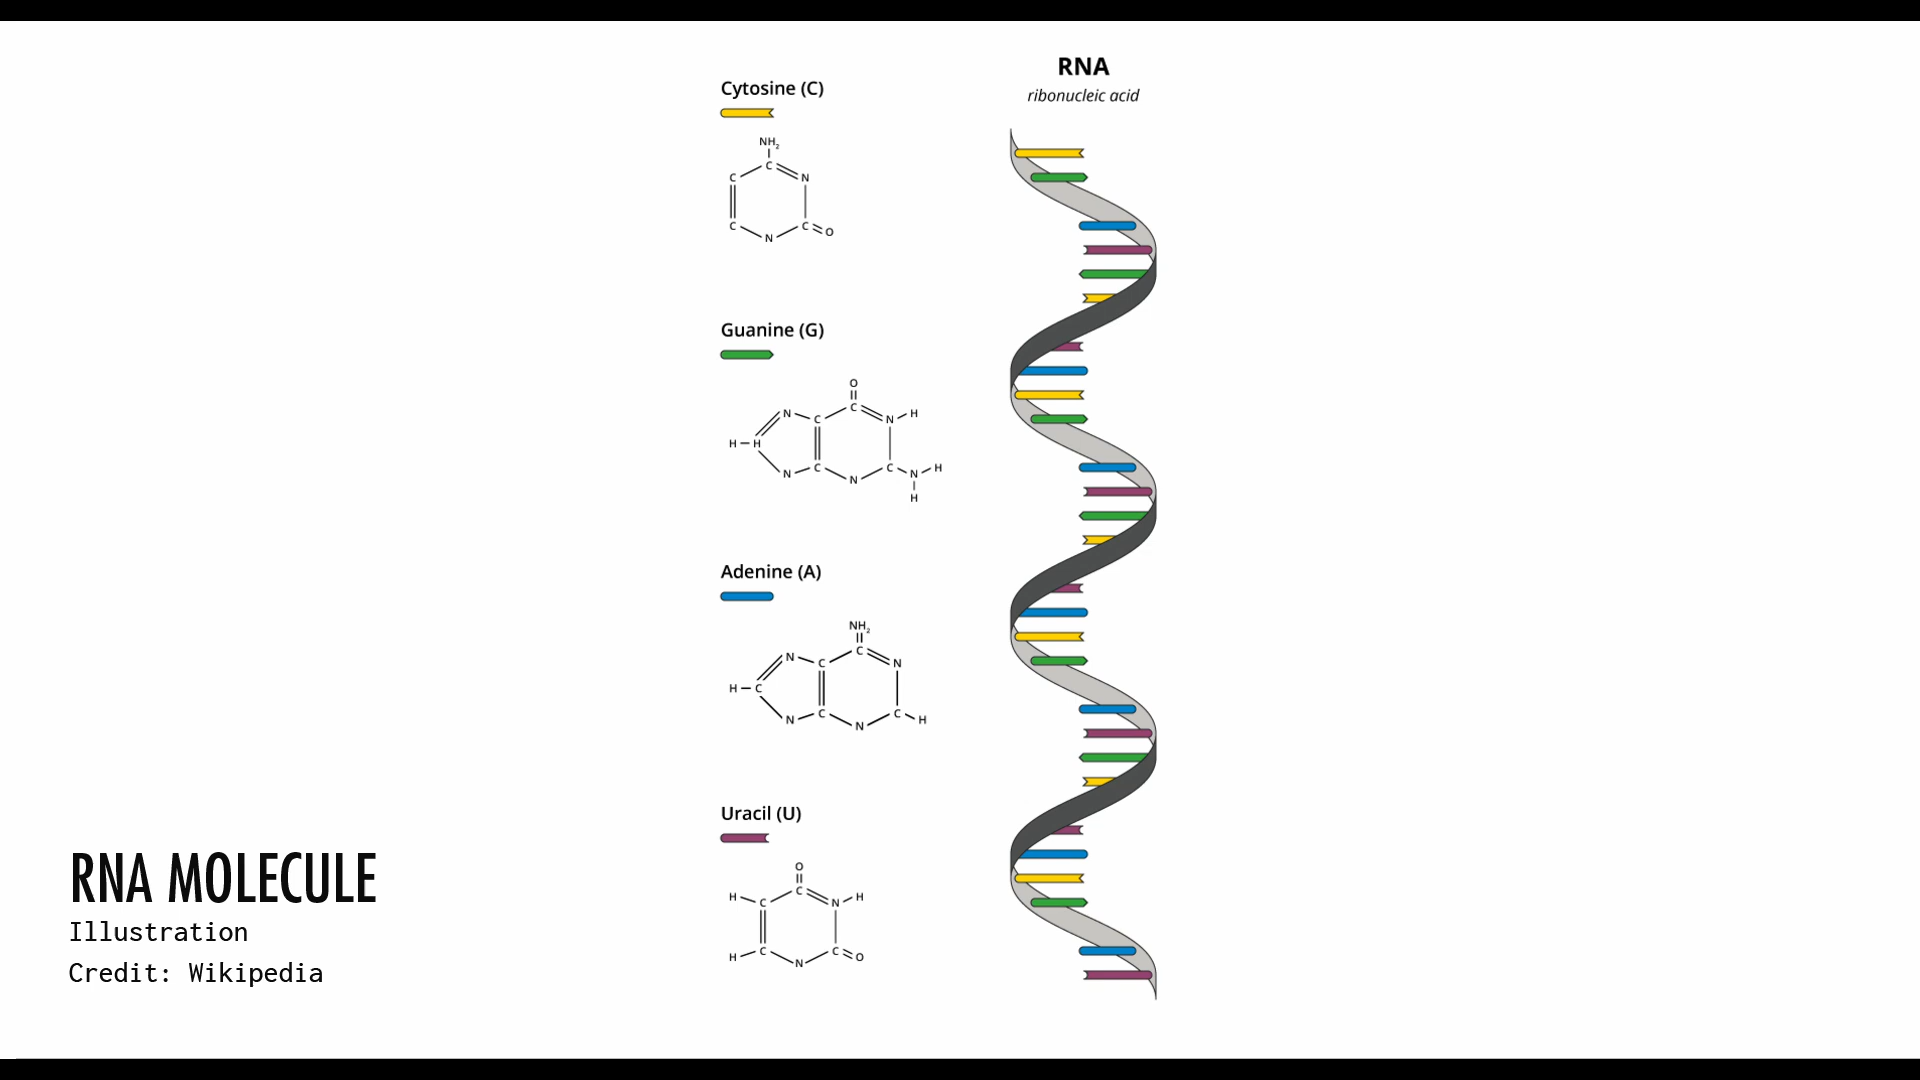 RNA
ribonucleic acid
Cytosine (C)
NH₂
C
C
N
C
C
O
N
Guanine (G)
O
C
N
N
H
C
H
H
C
C
N
H
N
N
H
Adenine (A)
NH₂
C
N
C
N
H
C
N
C
C
H
N
Uracil (U)
O
C
H
C
N
H
H
C
C
O
N
RNA MOLECULE
Illustration
Credit: Wikipedia